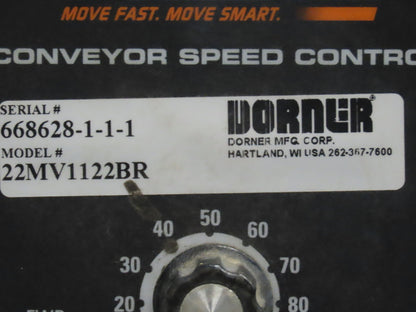 MOVE FAST. MOVE SMART.
CONVEYOR SPEED CONTRO
SERIAL #
668628-1-1-1
MODEL #
22MV1122BR
DORNER
DORNER MFG. CORP.
HARTLAND, WI USA 262-367-7600
50
40
60
30
70
20
80